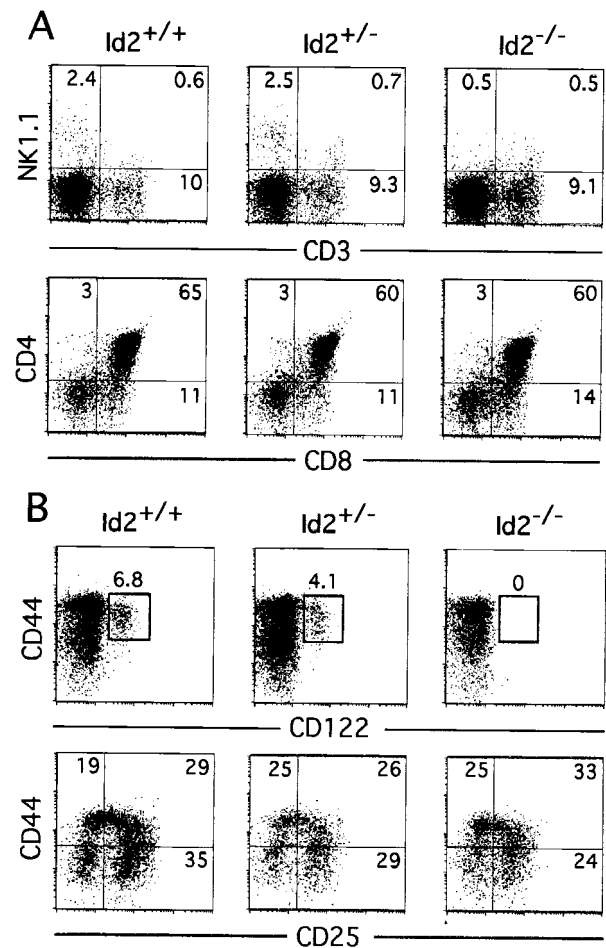 A
Id2+/+ Id2+/- Id2-/-
2.4 0.6 2.5 0.7 0.5 0.5
NK1.1
10 9.3 9.1
CD3
3 65 3 60 3 60
CD4
11 11 14
CD8
B
Id2+/+ Id2+/- Id2-/-
6.8 4.1 0
CD44
CD122
19 29 25 26 25 33
CD44
35 29 24
CD25